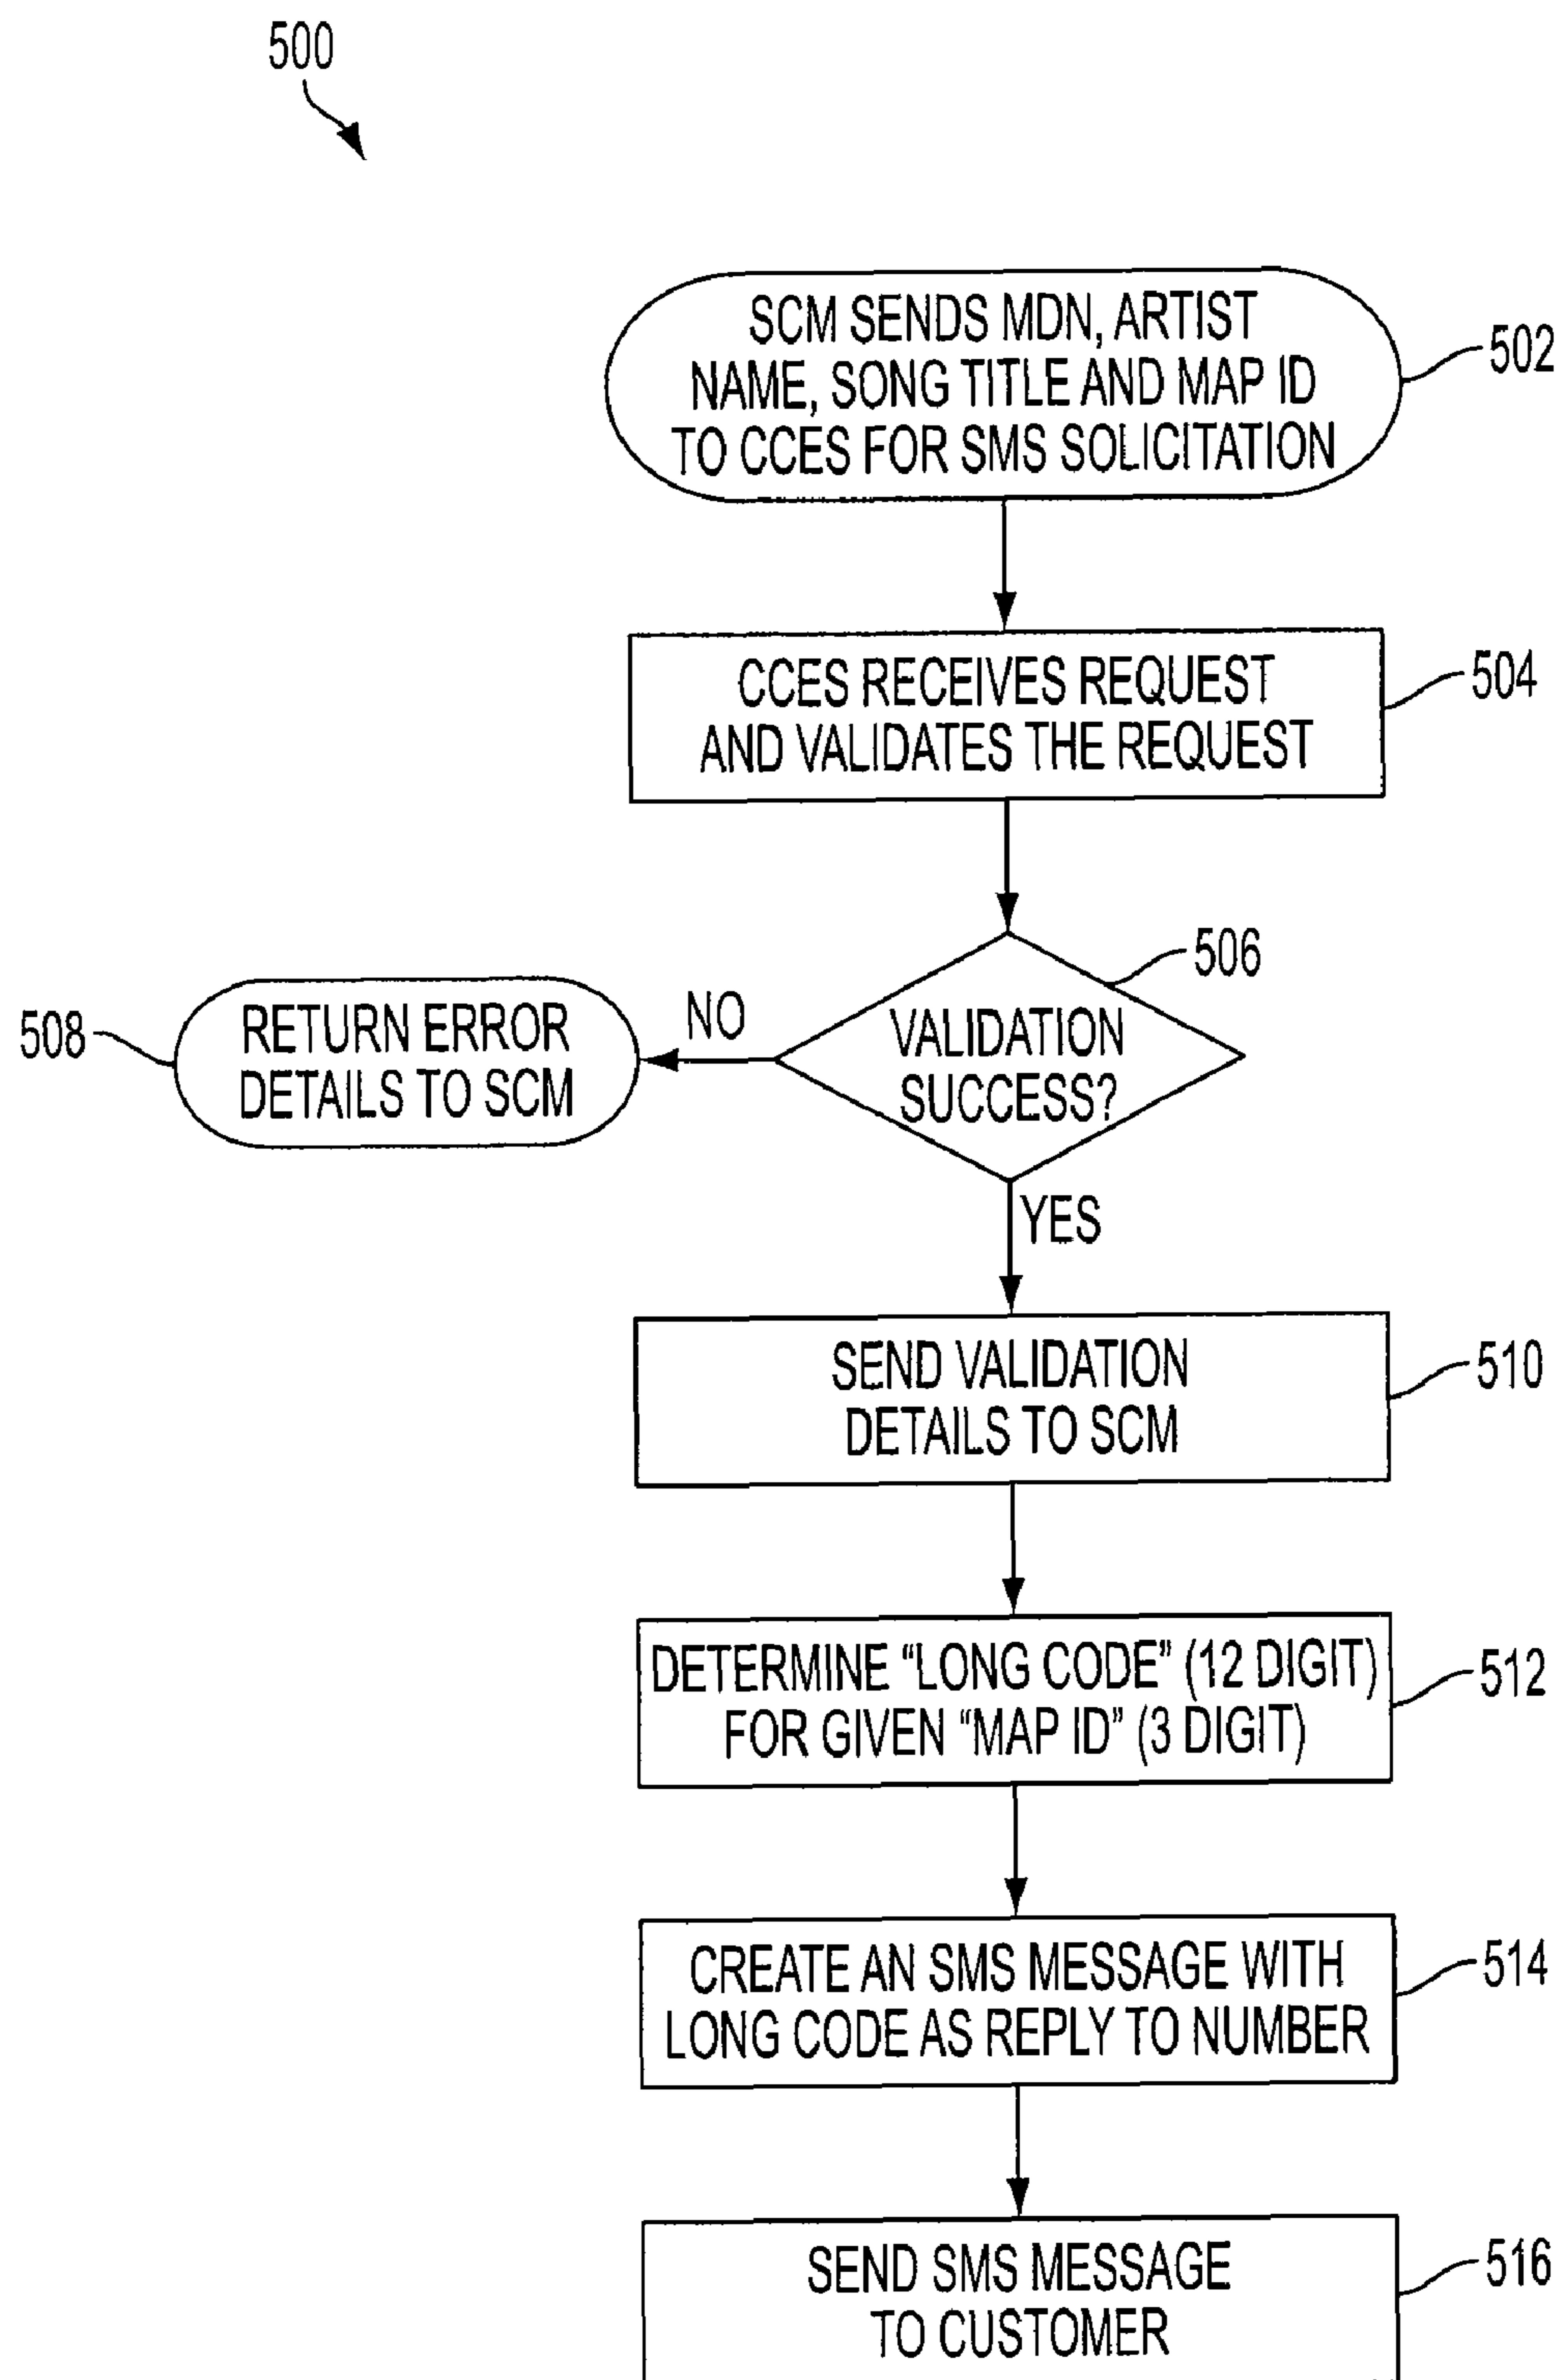 500
SCM SENDS MDN, ARTIST
NAME, SONG TITLE AND MAP ID
TO CCES FOR SMS SOLICITATION
502
CCES RECEIVES REQUEST
AND VALIDATES THE REQUEST
504
506
VALIDATION
SUCCESS?
NO
508
RETURN ERROR
DETAILS TO SCM
YES
SEND VALIDATION
DETAILS TO SCM
510
DETERMINE “LONG CODE” (12 DIGIT)
FOR GIVEN “MAP ID” (3 DIGIT)
512
CREATE AN SMS MESSAGE WITH
LONG CODE AS REPLY TO NUMBER
514
SEND SMS MESSAGE
TO CUSTOMER
516